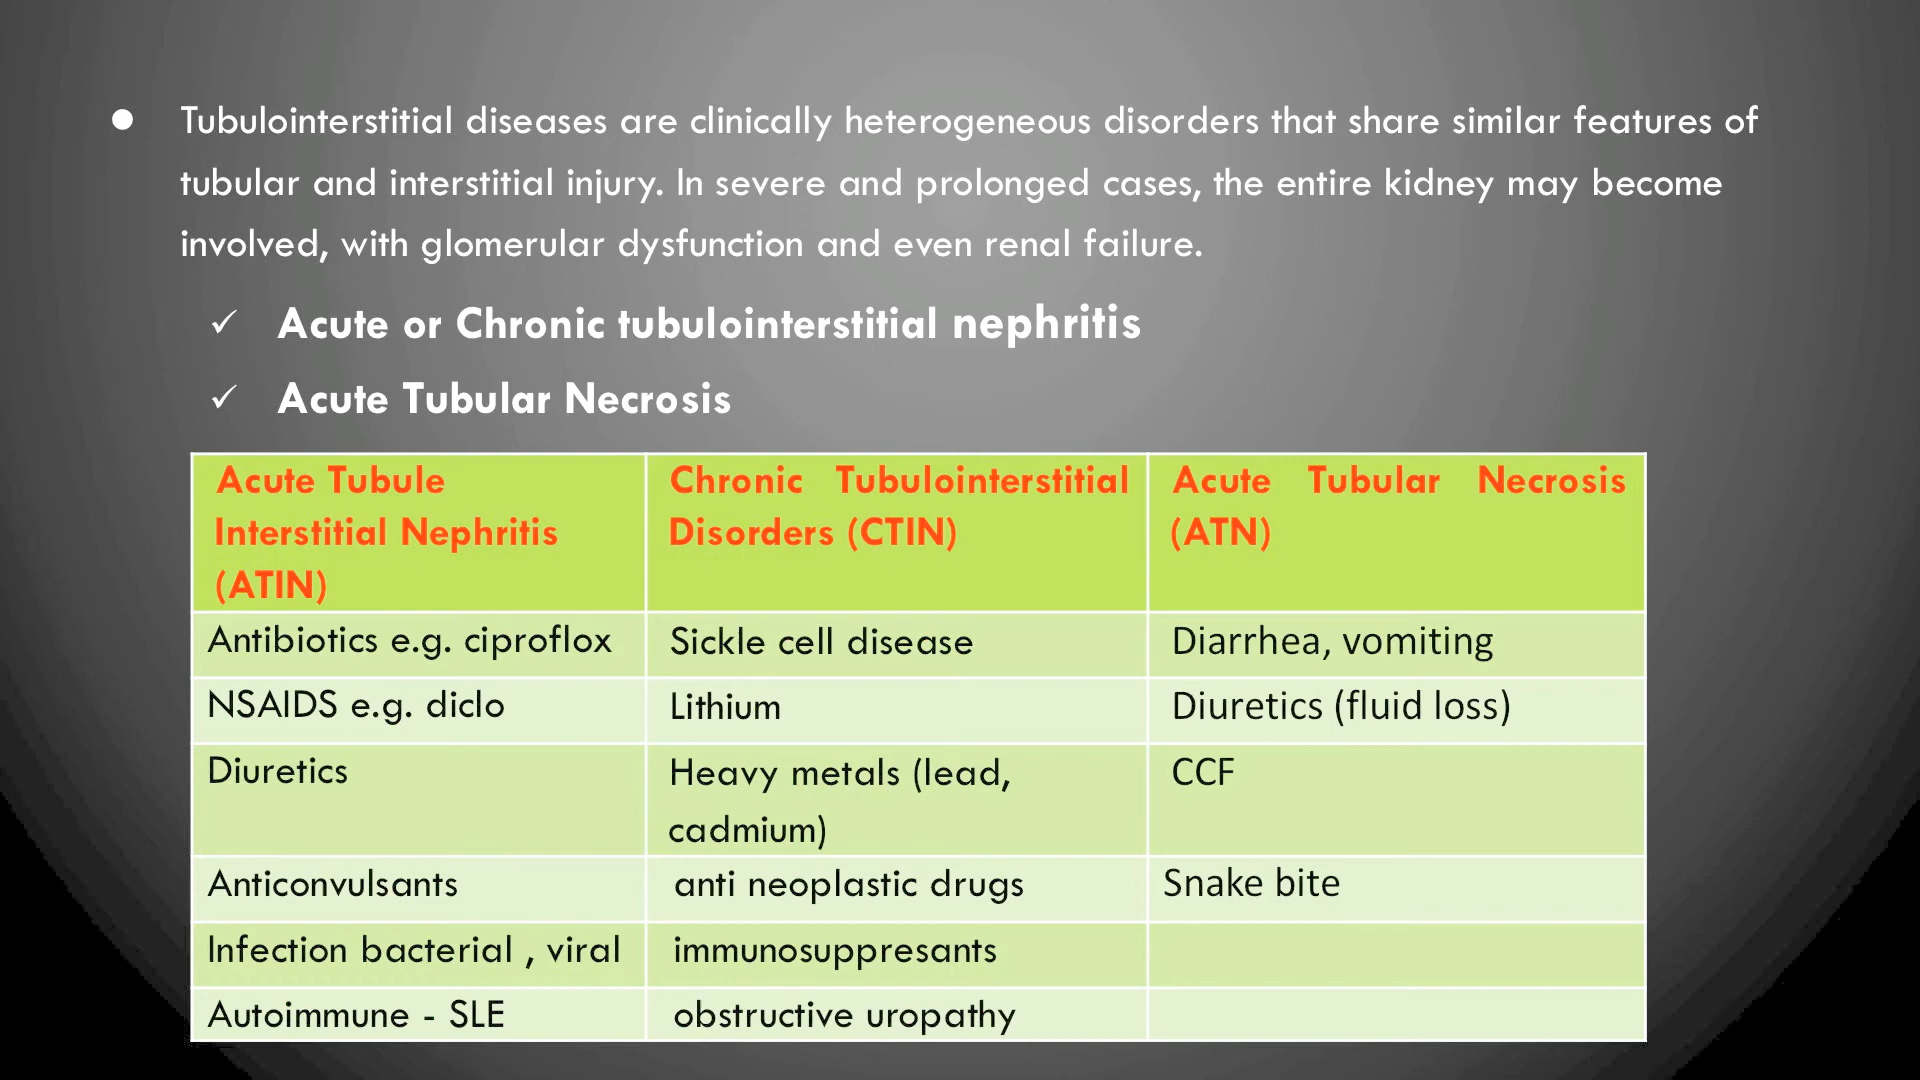 ● Tubulointerstitial diseases are clinically heterogeneous disorders that share similar features of
tubular and interstitial injury. In severe and prolonged cases, the entire kidney may become
involved, with glomerular dysfunction and even renal failure.
✓ Acute or Chronic tubulointerstitial nephritis
✓ Acute Tubular Necrosis
Acute Tubule
Interstitial Nephritis
(ATIN)
Chronic Tubulointerstitial
Disorders (CTIN)
Acute Tubular Necrosis
(ATN)
Antibiotics e.g. ciproflox
Sickle cell disease
Diarrhea, vomiting
NSAIDS e.g. diclo
Lithium
Diuretics (fluid loss)
Diuretics
Heavy metals (lead,
cadmium)
CCF
Anticonvulsants
anti neoplastic drugs
Snake bite
Infection bacterial , viral
immunosuppresants
Autoimmune - SLE
obstructive uropathy